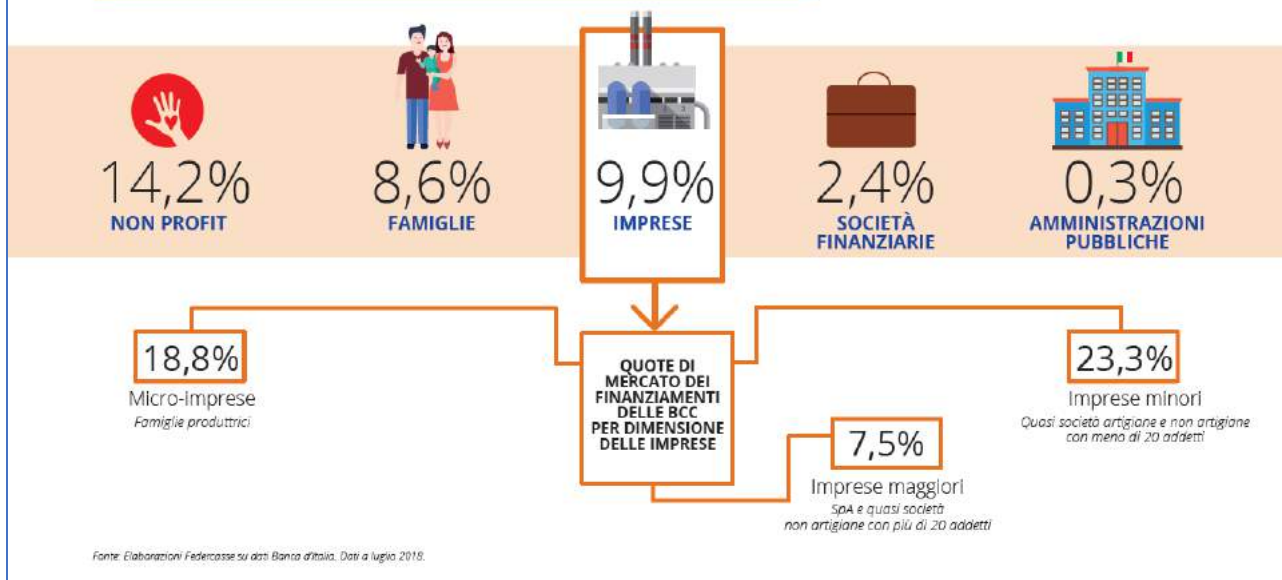 14,2%
NON PROFIT
8,6%
FAMIGLIE
9,9%
IMPRESE
2,4%
SOCIETÀ
FINANZIARIE
0,3%
AMMINISTRAZIONI
PUBBLICHE
18,8%
Micro-imprese
Famiglie produttrici
QUOTE DI
MERCATO DEI
FINANZIAMENTI
DELLE BCC
PER DIMENSIONE
DELLE IMPRESE
7,5%
Imprese maggiori
SpA e quasi società
non artigiane con più di 20 addetti
23,3%
Imprese minori
Quasi società artigiane e non artigiane
con meno di 20 addetti
Fonte: Elaborazioni Federcasse su dati Banca d'Italia. Dati a luglio 2018.